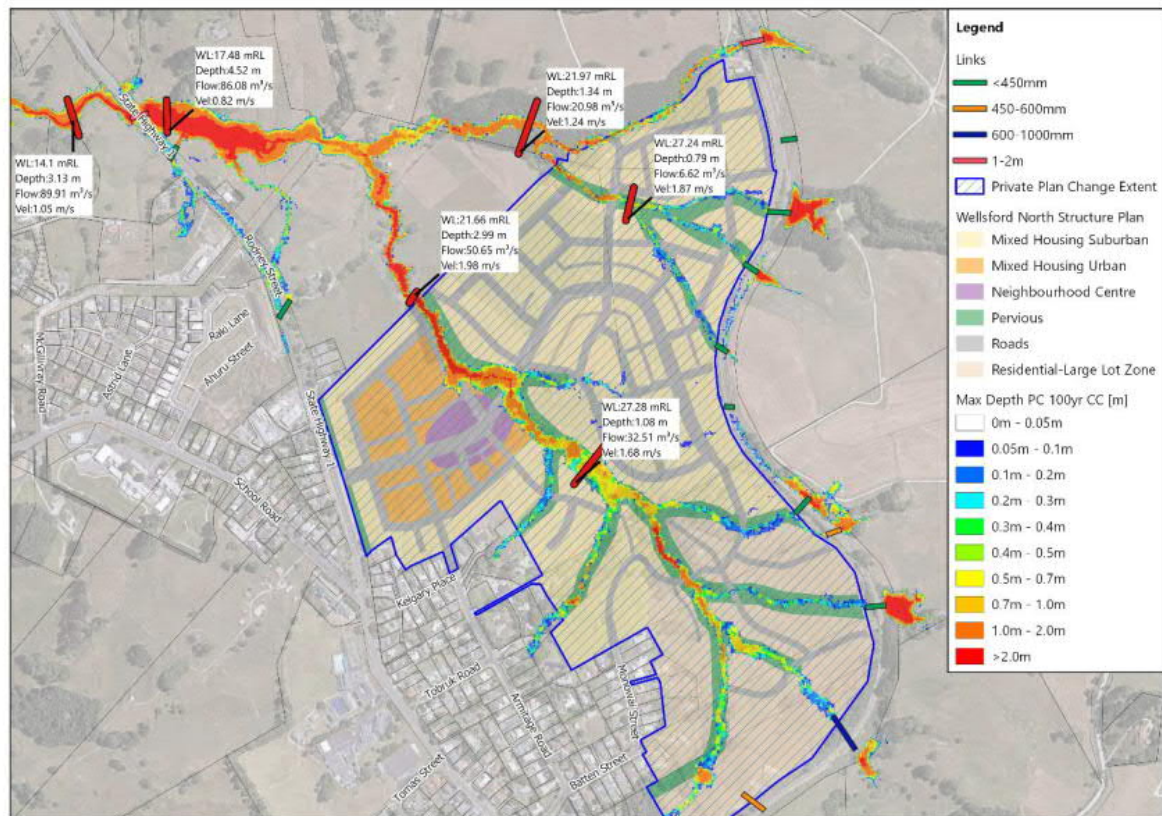 WL:17.48 mRL
Depth:4.52 m
Flow:86.08 m³/s
Vel:0.82 m/s
WL:21.97 mRL
Depth:1.34 m
Flow:20.98 m³/s
Vel:1.24 m/s
State Highway 1
WL:27.24 mRL
Depth:0.79 m
Flow:6.62 m³/s
Vel:1.87 m/s
WL:14.1 mRL
Depth:3.13 m
Flow:89.91 m³/s
Vel:1.05 m/s
WL:21.66 mRL
Depth:2.99 m
Flow:50.65 m³/s
Vel:1.98 m/s
Rodney Street
Raki Lane
Ahuru Street
Astrid Lane
McGillivray Road
State Highway 1
WL:27.28 mRL
Depth:1.08 m
Flow:32.51 m³/s
Vel:1.68 m/s
School Road
Kelgary Place
Tobruk Road
Armitage Road
Monowai Street
Batten Street
Tomas Street
Legend
Links
<450mm
450-600mm
600-1000mm
1-2m
Private Plan Change Extent
Wellsford North Structure Plan
Mixed Housing Suburban
Mixed Housing Urban
Neighbourhood Centre
Pervious
Roads
Residential-Large Lot Zone
Max Depth PC 100yr CC [m]
0m - 0.05m
0.05m - 0.1m
0.1m - 0.2m
0.2m - 0.3m
0.3m - 0.4m
0.4m - 0.5m
0.5m - 0.7m
0.7m - 1.0m
1.0m - 2.0m
>2.0m